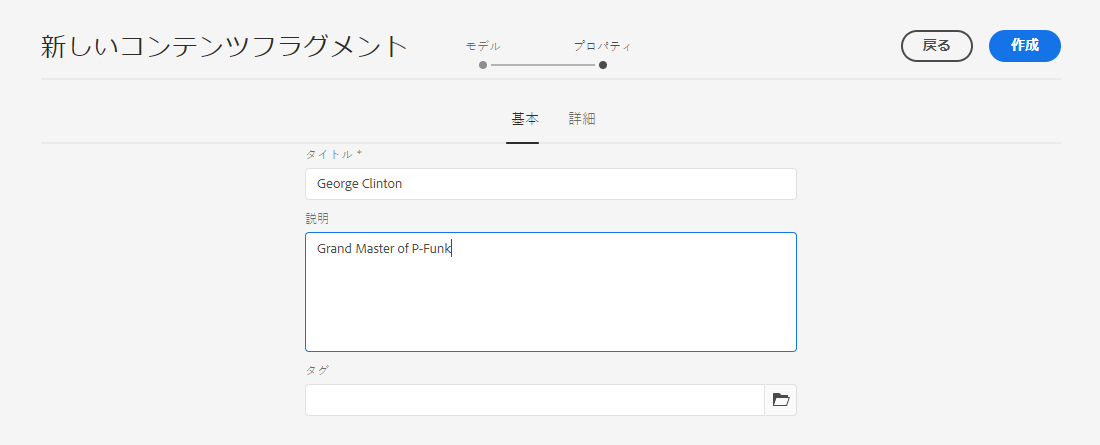 新しいコンテンツフラグメント
モデル
プロパティ
戻る
作成
基本
詳細
タイトル *
George Clinton
説明
Grand Master of P-Funk
タグ